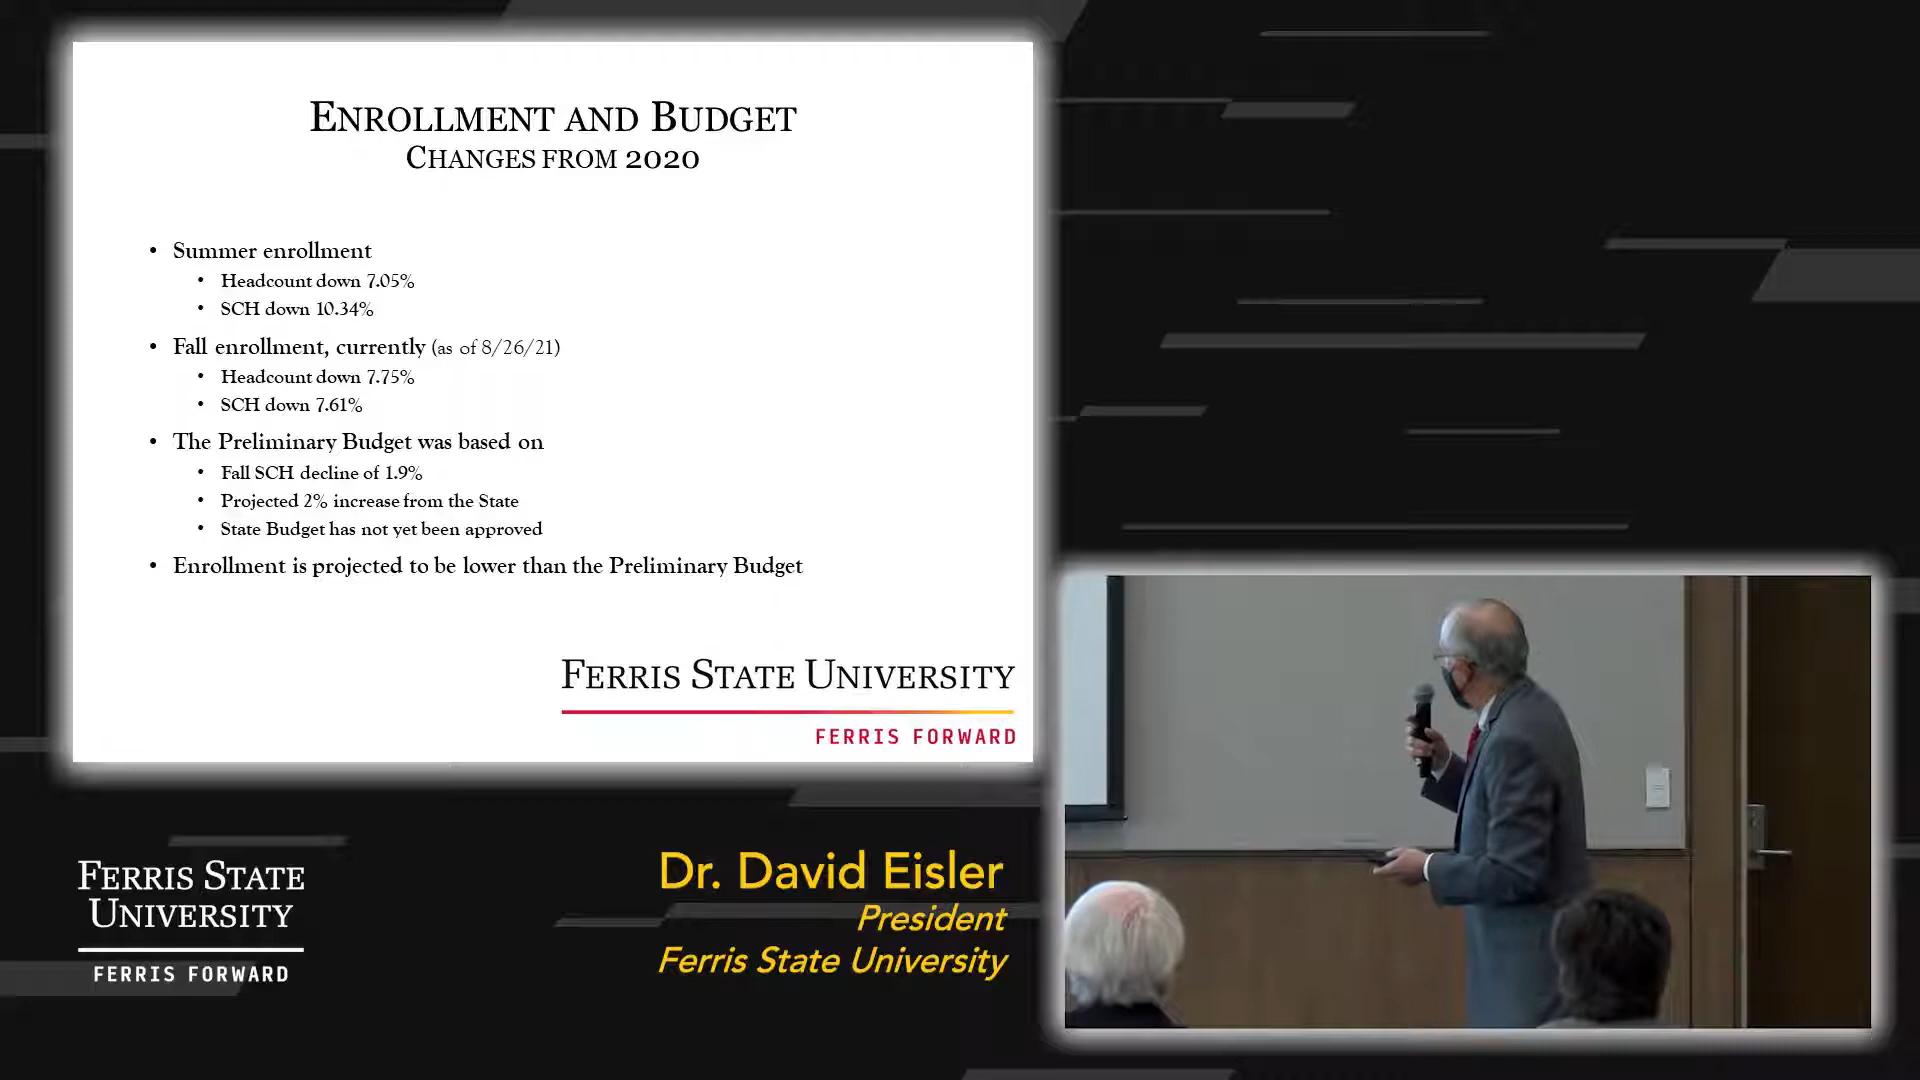 ENROLLMENT AND BUDGET
CHANGES FROM 2020
• Summer enrollment
• Headcount down 7.05%
• SCH down 10.34%
• Fall enrollment, currently (as of 8/26/21)
• Headcount down 7.75%
• SCH down 7.61%
• The Preliminary Budget was based on
• Fall SCH decline of 1.9%
• Projected 2% increase from the State
• State Budget has not yet been approved
• Enrollment is projected to be lower than the Preliminary Budget
FERRIS STATE UNIVERSITY
FERRIS FORWARD
FERRIS STATE
UNIVERSITY
FERRIS FORWARD
Dr. David Eisler
President
Ferris State University